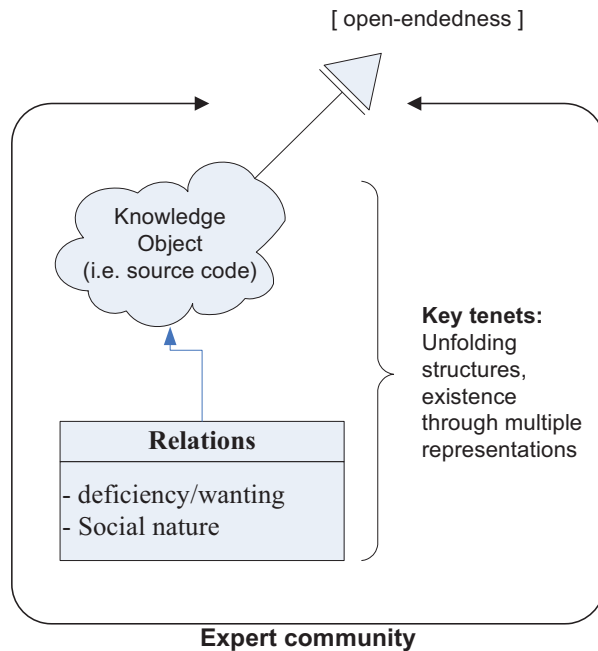 [ open-endedness ]
Knowledge
Object
(i.e. source code)
Key tenets:
Unfolding
structures,
existence
through multiple
representations
Relations
- deficiency/wanting
- Social nature
Expert community